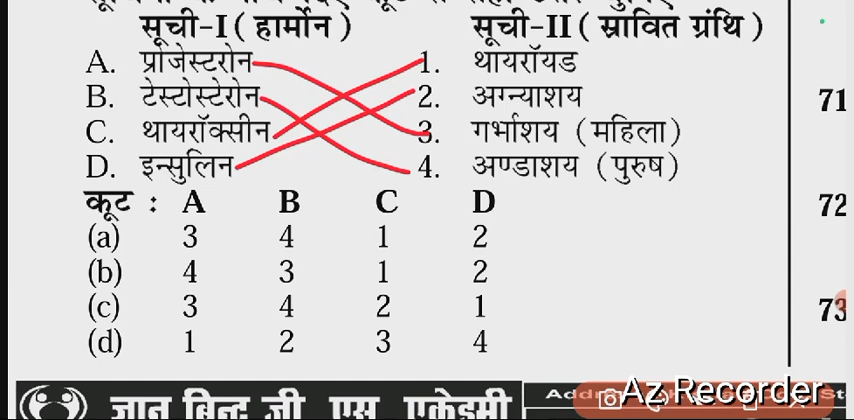 सूची-I ( हार्मोन ) सूची-II ( स्रावित ग्रंथि )
A. प्रोजेस्टरोन 1. थायरॉयड
B. टेस्टोस्टेरोन 2. अग्न्याशय
C. थायरॉक्सीन 3. गर्भाशय ( महिला )
D. इन्सुलिन 4. अण्डाशय ( पुरुष )
कूट : A B C D
(a) 3 4 1 2
(b) 4 3 1 2
(c) 3 4 2 1
(d) 1 2 3 4
71
72
73
ज्ञान बिन्दु जी. एस. एकेडमी
Az Recorder